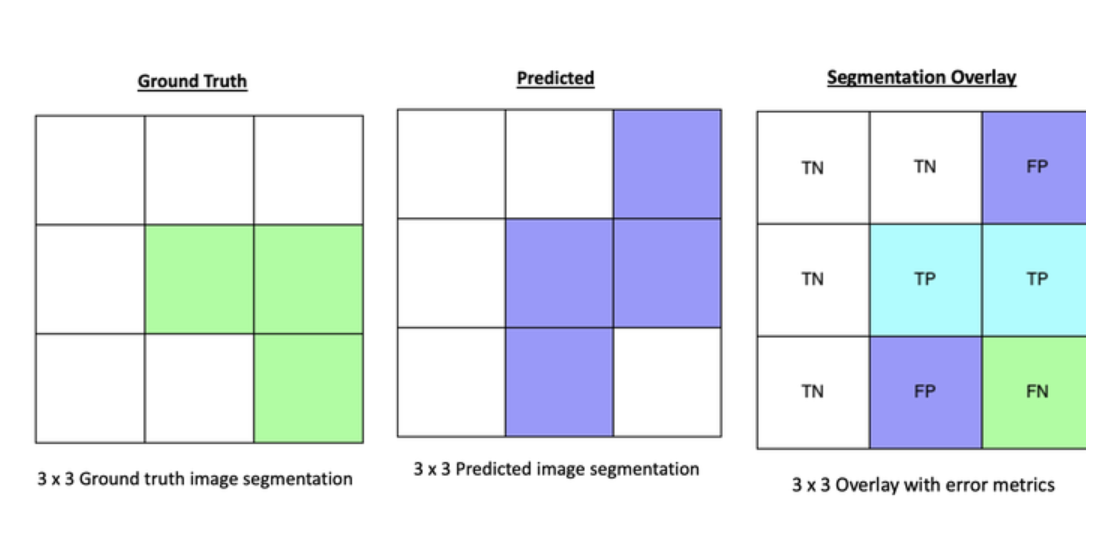 Ground Truth
Predicted
Segmentation Overlay
TN
TN
FP
TN
TP
TP
TN
FP
FN
3 x 3 Ground truth image segmentation
3 x 3 Predicted image segmentation
3 x 3 Overlay with error metrics